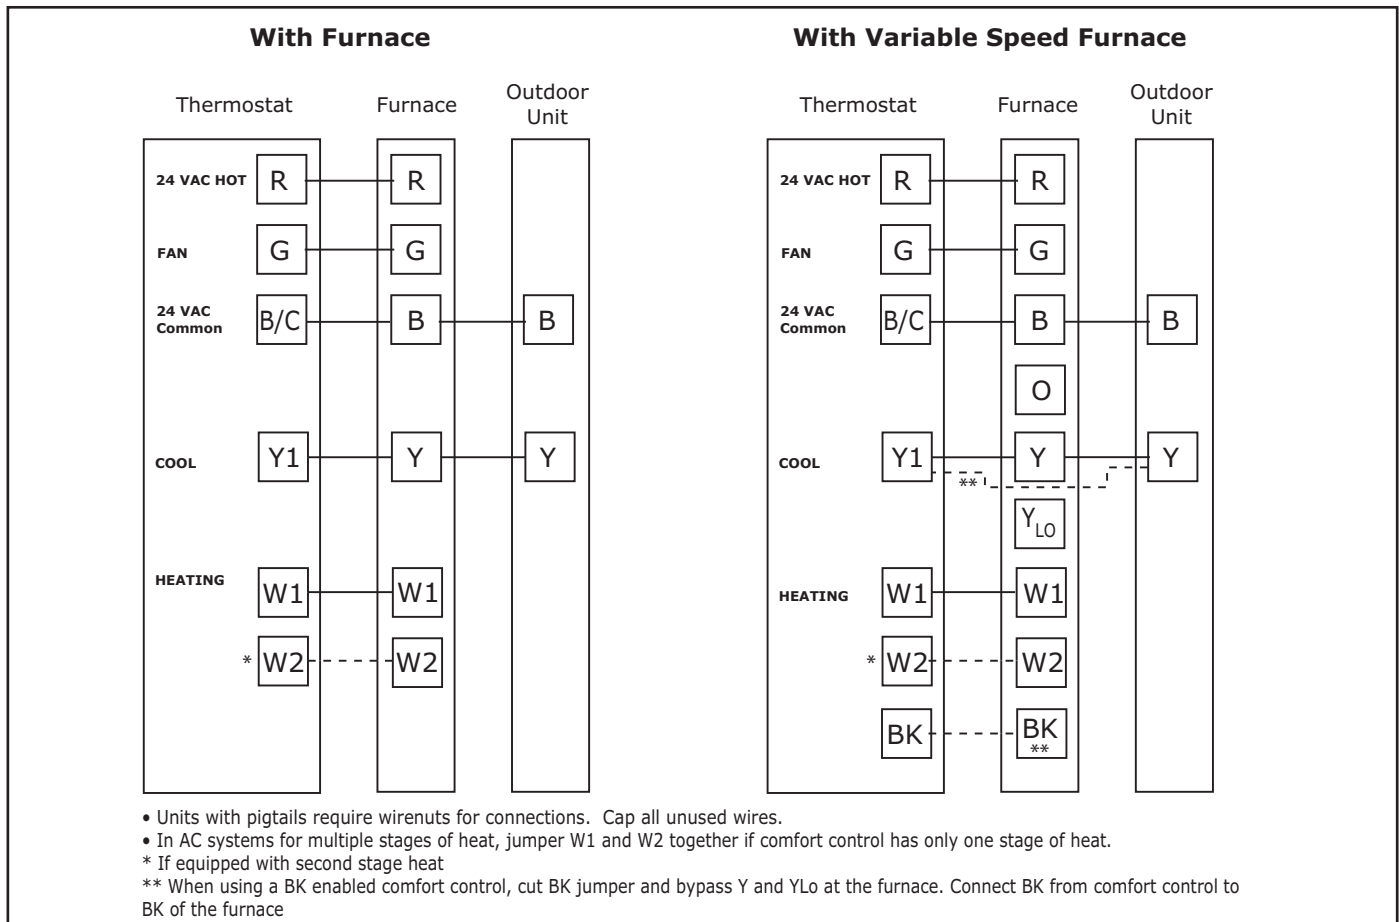 With Furnace
Thermostat Furnace Outdoor
Unit
24 VAC HOT R R
FAN G G
24 VAC
Common B/C B B
COOL Y1 Y Y
HEATING
W1 W1
* W2 W2
With Variable Speed Furnace
Thermostat Furnace Outdoor
Unit
24 VAC HOT R R
FAN G G
24 VAC
Common B/C B B
O
COOL Y1 Y Y
**
YLO
HEATING W1 W1
* W2 W2
BK BK
**
• Units with pigtails require wirenuts for connections. Cap all unused wires.
• In AC systems for multiple stages of heat, jumper W1 and W2 together if comfort control has only one stage of heat.
* If equipped with second stage heat
** When using a BK enabled comfort control, cut BK jumper and bypass Y and YLo at the furnace. Connect BK from comfort control to
BK of the furnace